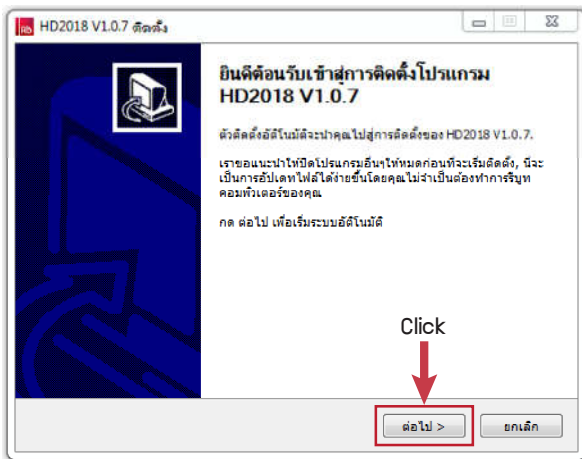 HD2018 V1.0.7 ติดตั้ง
ยินดีต้อนรับเข้าสู่การติดตั้งโปรแกรม
HD2018 V1.0.7
ตัวติดตั้งอัติโนมัติจะนำคุณไปสู่การติดตั้งของ HD2018 V1.0.7.
เราขอแนะนำให้ปิดโปรแกรมอื่นๆให้หมดก่อนที่จะเริ่มติดตั้ง, นี่จะ
เป็นการอัปเดทไฟล์ได้ง่ายขึ้นโดยคุณไม่จำเป็นต้องทำการรีบูท
คอมพิวเตอร์ของคุณ
กด ต่อไป เพื่อเริ่มระบบอัติโนมัติ
Click
ต่อไป > ยกเลิก